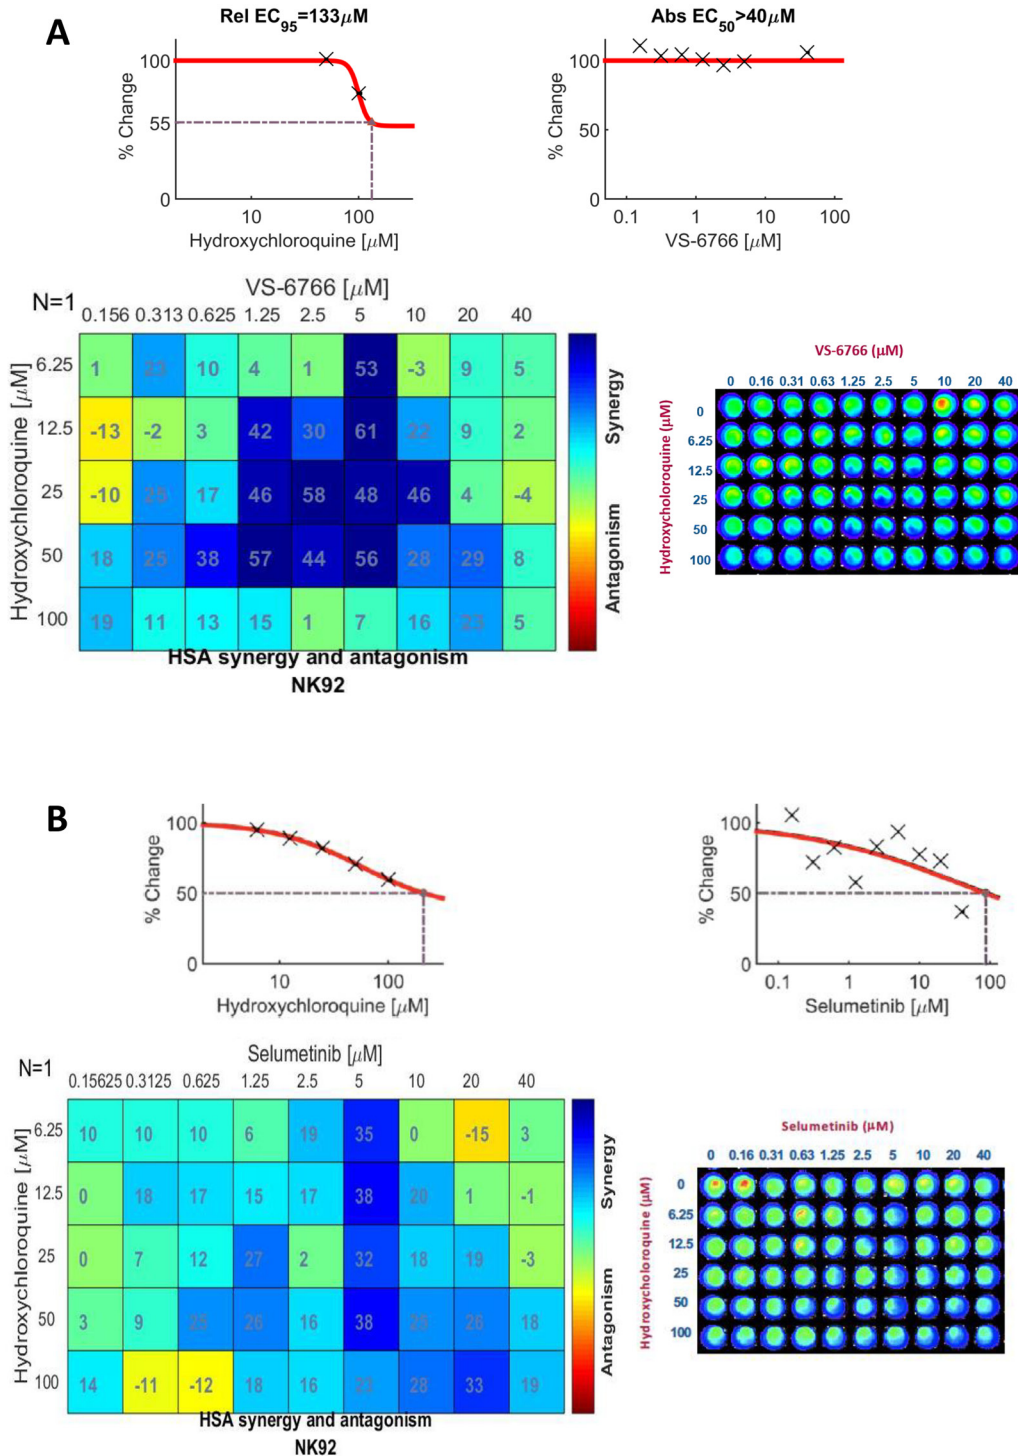 A
Rel EC95=133μM
Abs EC50>40μM
% Change
100
55
0
10 100
Hydroxychloroquine [μM]
% Change
100
50
0
0.1 1 10 100
VS-6766 [μM]
N=1
VS-6766 [μM]
0.156 0.313 0.625 1.25 2.5 5 10 20 40
Hydroxychloroquine [μM]
6.25 1 23 10 4 1 53 -3 9 5
12.5 -13 -2 3 42 30 61 22 9 2
25 -10 25 17 46 58 48 46 4 -4
50 18 25 38 57 44 56 28 29 8
100 19 11 13 15 1 7 16 23 5
Synergy
Antagonism
HSA synergy and antagonism
NK92
VS-6766 (μM)
0 0.16 0.31 0.63 1.25 2.5 5 10 20 40
Hydroxycholoroquine (μM)
0
6.25
12.5
25
50
100
B
% Change
100
50
0
10 100
Hydroxychloroquine [μM]
% Change
100
50
0
0.1 1 10 100
Selumetinib [μM]
N=1
Selumetinib [μM]
0.15625 0.3125 0.625 1.25 2.5 5 10 20 40
Hydroxychloroquine [μM]
6.25 10 10 10 6 19 35 0 -15 3
12.5 0 18 17 15 17 38 20 1 -1
25 0 7 12 27 2 32 18 19 -3
50 3 9 25 26 16 38 25 26 18
100 14 -11 -12 18 16 23 28 33 19
Synergy
Antagonism
HSA synergy and antagonism
NK92
Selumetinib (μM)
0 0.16 0.31 0.63 1.25 2.5 5 10 20 40
Hydroxycholoroquine (μM)
0
6.25
12.5
25
50
100